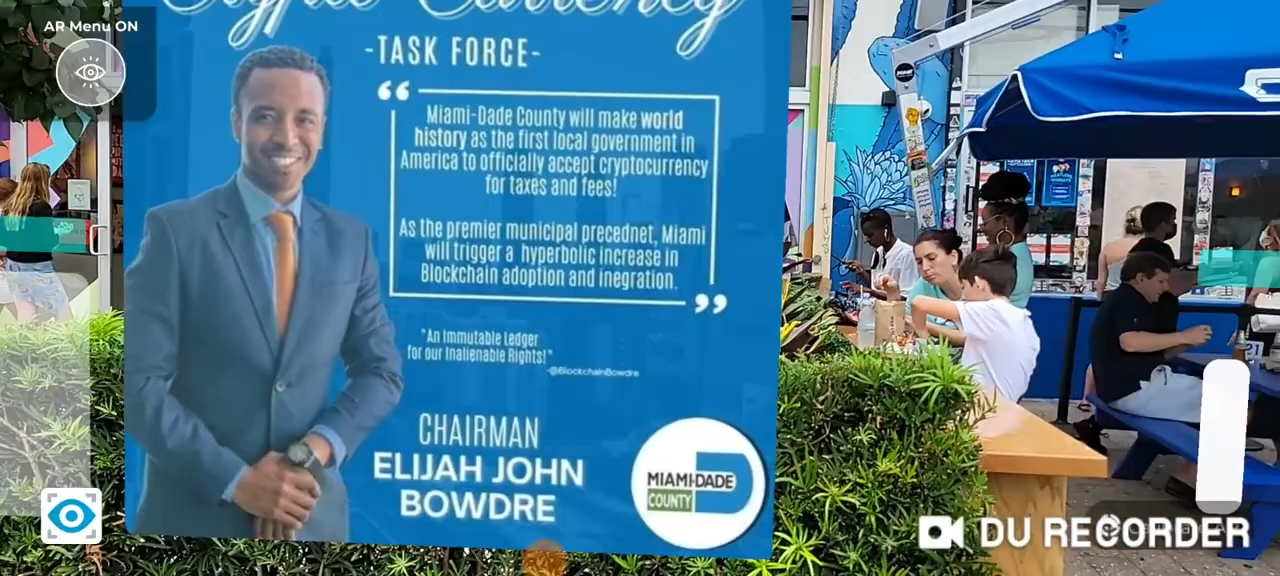 AR Menu ON
Crypto Currency
-TASK FORCE-
“
Miami-Dade County will make world
history as the first local government in
America to officially accept cryptocurrency
for taxes and fees!
As the premier municipal precednet, Miami
will trigger a hyperbolic increase in
Blockchain adoption and inegration.
”
"An Immutable Ledger
for our Inalienable Rights!"
-@BlockchainBowdre
CHAIRMAN
ELIJAH JOHN
BOWDRE
MIAMI-DADE
COUNTY
DU RECORDER